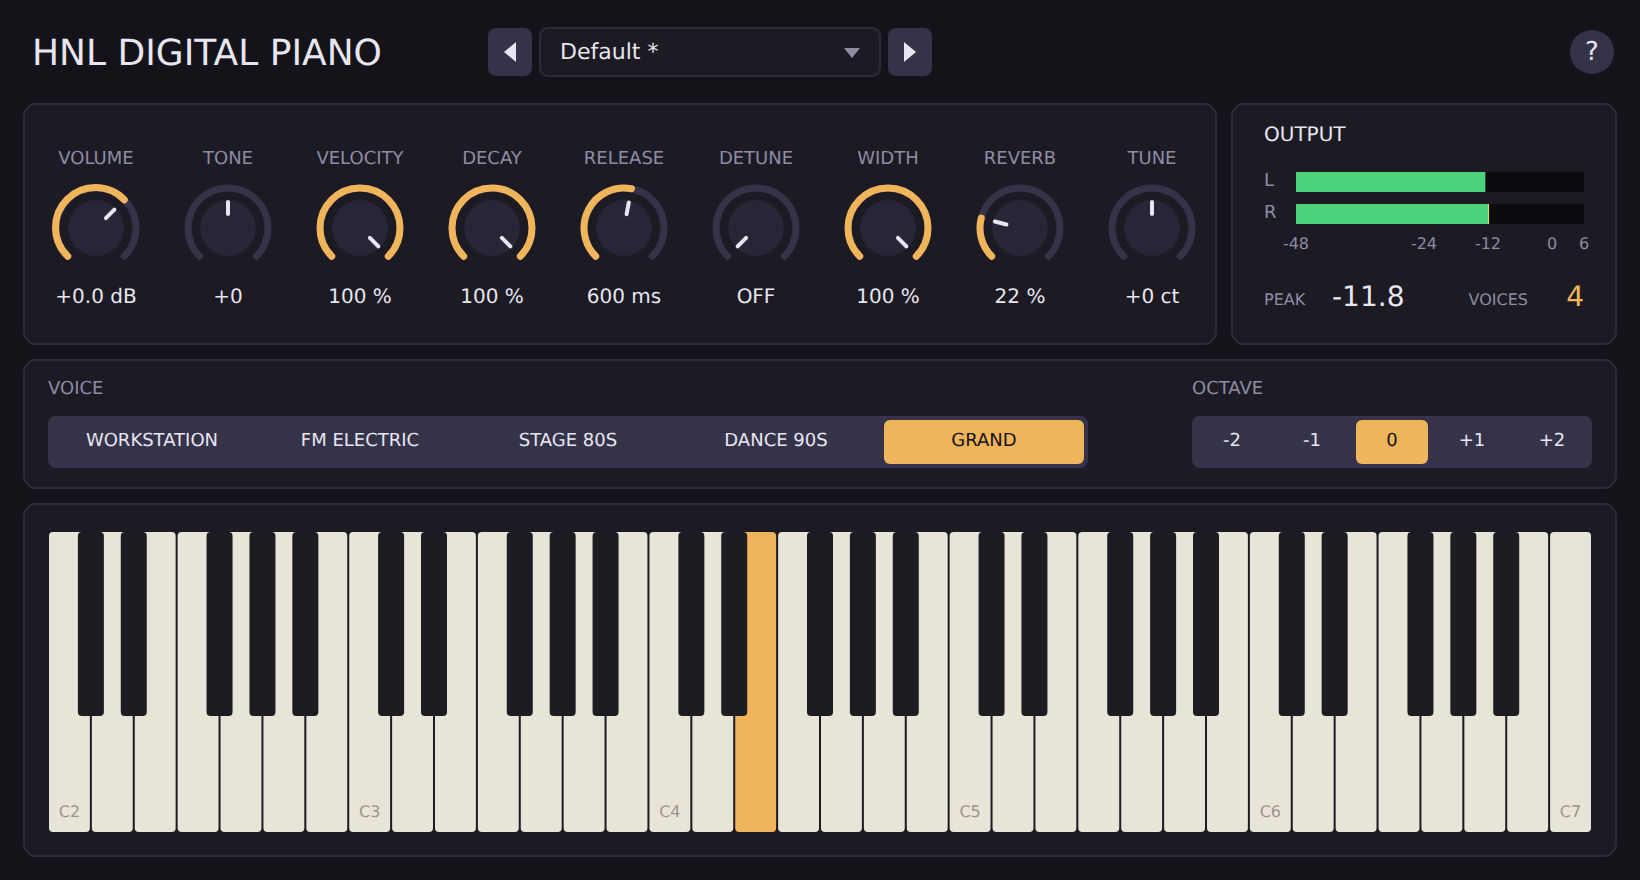 HNL DIGITAL PIANO
Default *
?
VOLUME TONE VELOCITY DECAY RELEASE DETUNE WIDTH REVERB TUNE
+0.0 dB +0 100 % 100 % 600 ms OFF 100 % 22 % +0 ct
OUTPUT
L
R
-48 -24 -12 0 6
PEAK -11.8 VOICES 4
VOICE
WORKSTATION FM ELECTRIC STAGE 80S DANCE 90S GRAND
OCTAVE
-2 -1 0 +1 +2
C2 C3 C4 C5 C6 C7